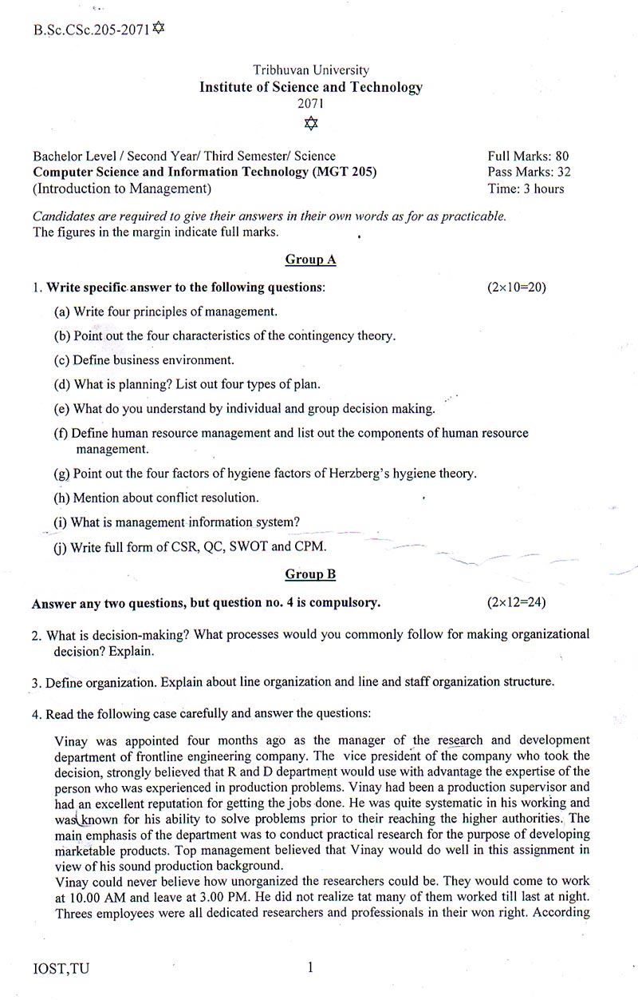 B.Sc.CSc.205-2071✡
Tribhuvan University
Institute of Science and Technology
2071
✡
Bachelor Level / Second Year/ Third Semester/ Science Full Marks: 80
Computer Science and Information Technology (MGT 205) Pass Marks: 32
(Introduction to Management) Time: 3 hours
Candidates are required to give their answers in their own words as for as practicable.
The figures in the margin indicate full marks.
Group A
1. Write specific answer to the following questions: (2×10=20)
(a) Write four principles of management.
(b) Point out the four characteristics of the contingency theory.
(c) Define business environment.
(d) What is planning? List out four types of plan.
(e) What do you understand by individual and group decision making.
(f) Define human resource management and list out the components of human resource
management.
(g) Point out the four factors of hygiene factors of Herzberg's hygiene theory.
(h) Mention about conflict resolution.
(i) What is management information system?
(j) Write full form of CSR, QC, SWOT and CPM.
Group B
Answer any two questions, but question no. 4 is compulsory. (2×12=24)
2. What is decision-making? What processes would you commonly follow for making organizational
decision? Explain.
3. Define organization. Explain about line organization and line and staff organization structure.
4. Read the following case carefully and answer the questions:
Vinay was appointed four months ago as the manager of the research and development
department of frontline engineering company. The vice president of the company who took the
decision, strongly believed that R and D department would use with advantage the expertise of the
person who was experienced in production problems. Vinay had been a production supervisor and
had an excellent reputation for getting the jobs done. He was quite systematic in his working and
was known for his ability to solve problems prior to their reaching the higher authorities. The
main emphasis of the department was to conduct practical research for the purpose of developing
marketable products. Top management believed that Vinay would do well in this assignment in
view of his sound production background.
Vinay could never believe how unorganized the researchers could be. They would come to work
at 10.00 AM and leave at 3.00 PM. He did not realize tat many of them worked till last at night.
Threes employees were all dedicated researchers and professionals in their won right. According
IOST,TU 1